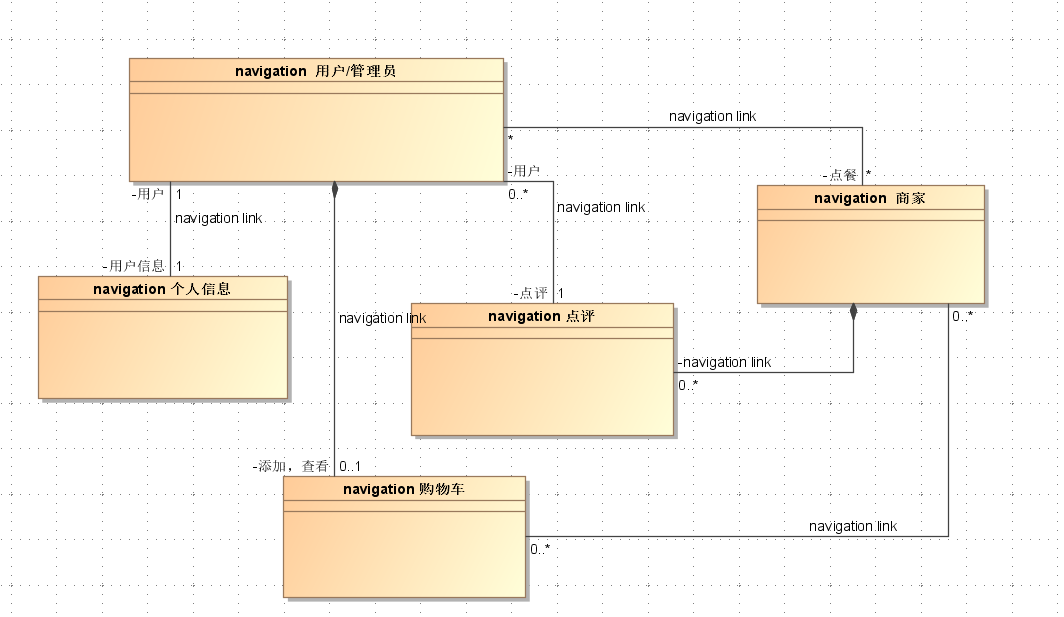 navigation 用户/管理员
navigation link
*
-用户
-点餐 *
-用户 1
0..*
navigation 商家
navigation link
navigation link
-用户信息 1
navigation 个人信息
-点评 1
navigation link
navigation 点评
0..*
-navigation link
0..*
-添加，查看 0..1
navigation 购物车
navigation link
0..*